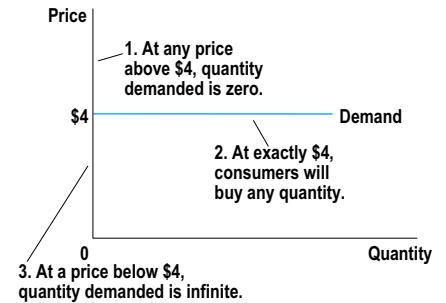 Price
1. At any price
above $4, quantity
demanded is zero.
$4
Demand
2. At exactly $4,
consumers will
buy any quantity.
0
Quantity
3. At a price below $4,
quantity demanded is infinite.